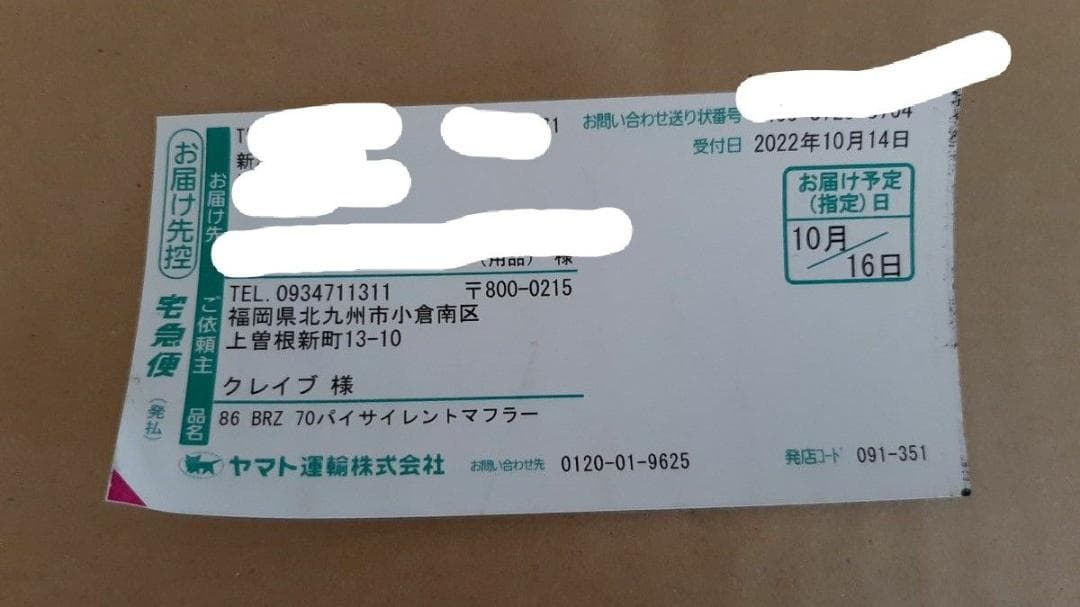 お問い合わせ送り状番号
受付日 2022年10月14日
お届け先控
宅急便
(発払)
お届け先
お届け予定
(指定)日
10月
16日
(用品) 様
ご依頼主
TEL.0934711311 〒800-0215
福岡県北九州市小倉南区
上曽根新町13-10
クレイブ 様
品名
86 BRZ 70パイサイレントマフラー
ヤマト運輸株式会社 お問い合わせ先 0120-01-9625 発店コード 091-351